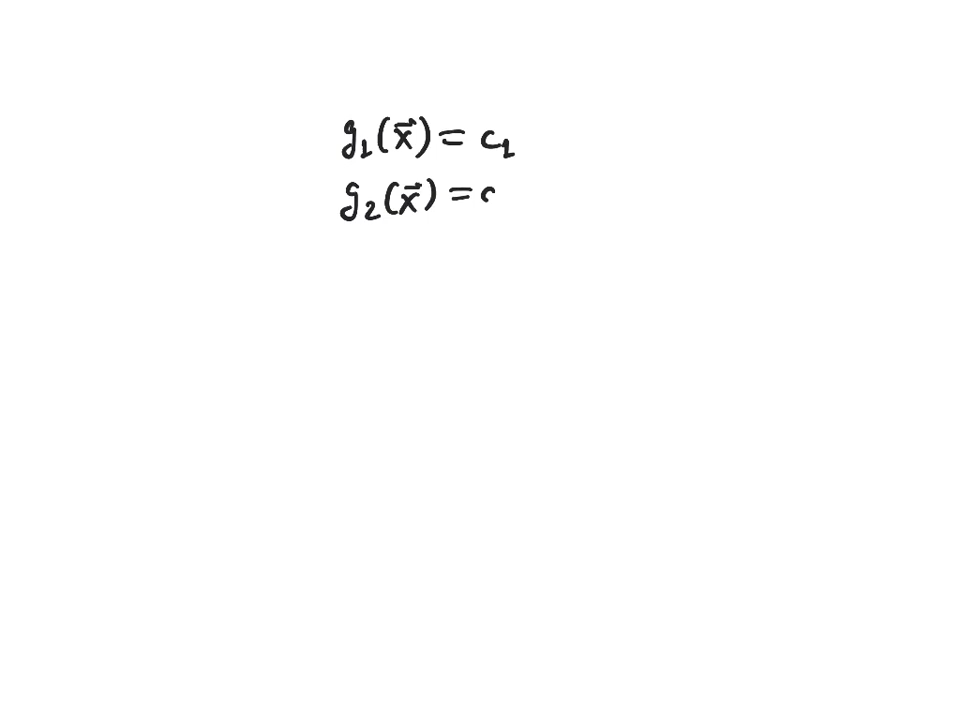 g₁(x⃗) = c₁
g₂(x⃗) = c